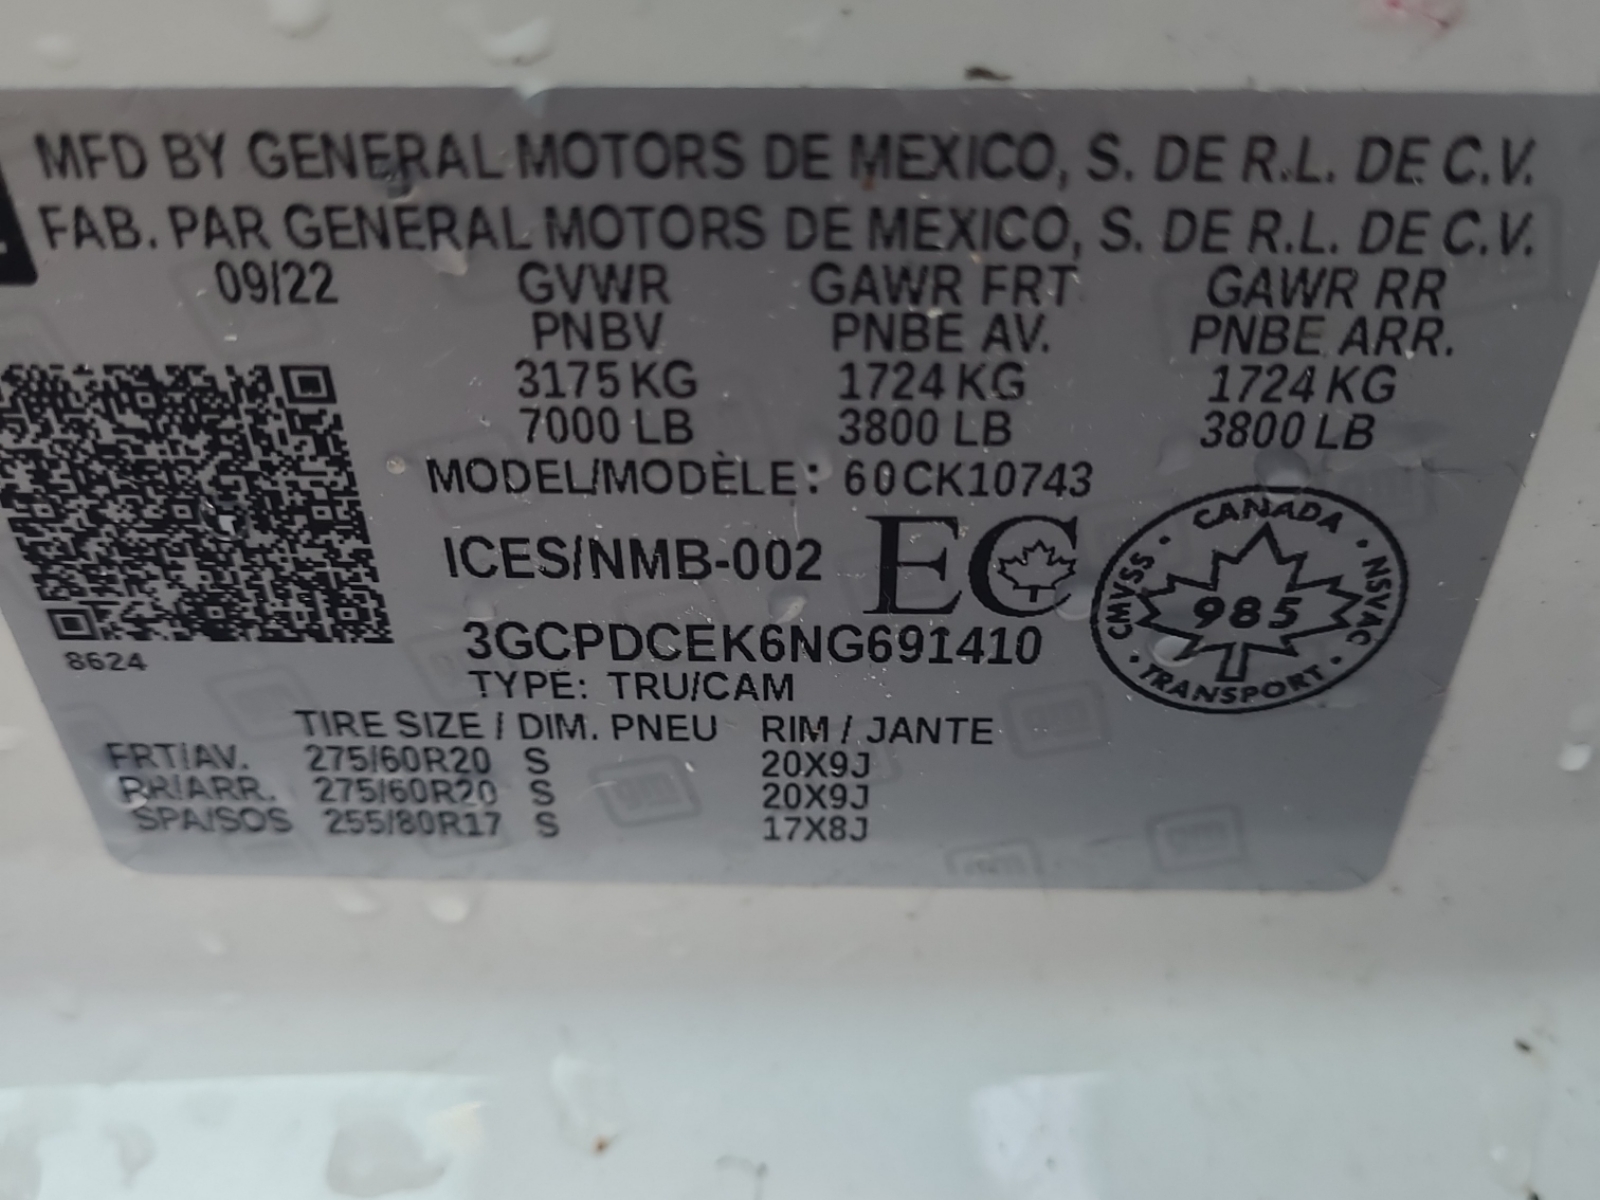 MFD BY GENERAL MOTORS DE MEXICO, S. DE R.L. DE C.V.
FAB. PAR GENERAL MOTORS DE MEXICO, S. DE R.L. DE C.V.
09/22 GVWR GAWR FRT GAWR RR
PNBV PNBE AV. PNBE ARR.
3175 KG 1724 KG 1724 KG
7000 LB 3800 LB 3800 LB
MODEL/MODÈLE: 60CK10743
ICES/NMB-002 EC
CANADA
CMVSS · 985 · NSVAC
TRANSPORT
3GCPDCEK6NG691410
8624
TYPE: TRU/CAM
TIRE SIZE / DIM. PNEU RIM / JANTE
FRT/AV. 275/60R20 S 20X9J
RR/ARR. 275/60R20 S 20X9J
SPA/SOS 255/80R17 S 17X8J
gm